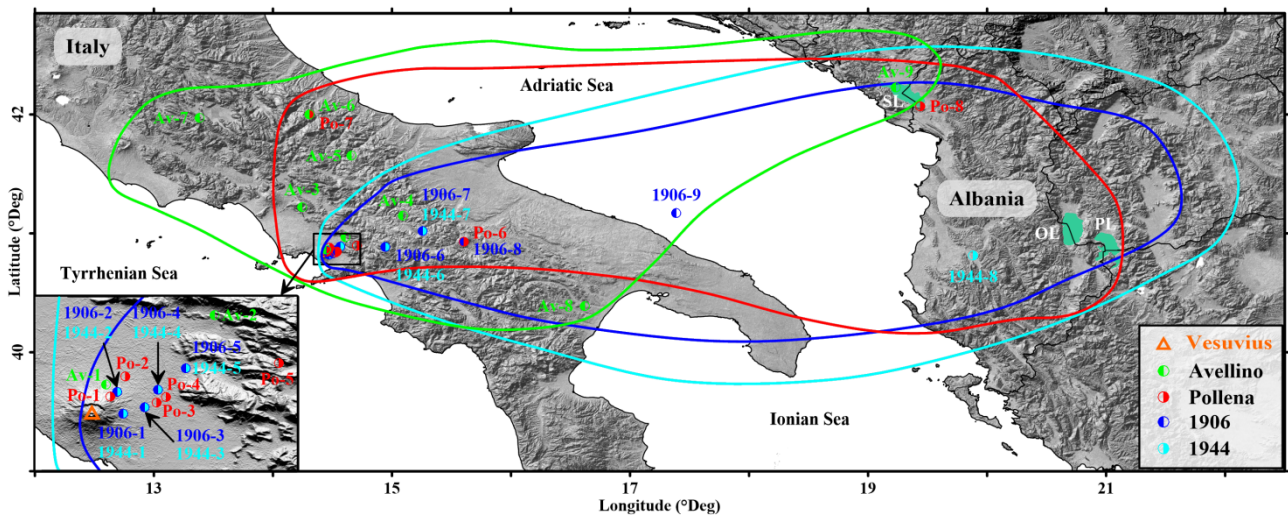 Italy
Adriatic Sea
Av-9
SL
Po-8
42
Av-7
Av-6
Po-7
Av-5
Av-3
Av-4
1906-7
1944-7
1906-9
Albania
OL
PL
Po-6
1906-8
1906-6
1944-6
1944-8
Tyrrhenian Sea
Av-8
40
Ionian Sea
1906-2
1944-2
1906-4
1944-4
Av-2
1906-5
1944-5
Po-2
Av-1
Po-1
Po-4
Po-5
Po-3
1906-1
1944-1
1906-3
1944-3
Vesuvius
Avellino
Pollena
1906
1944
13
15
17
19
21
Latitude (°Deg)
Longitude (°Deg)